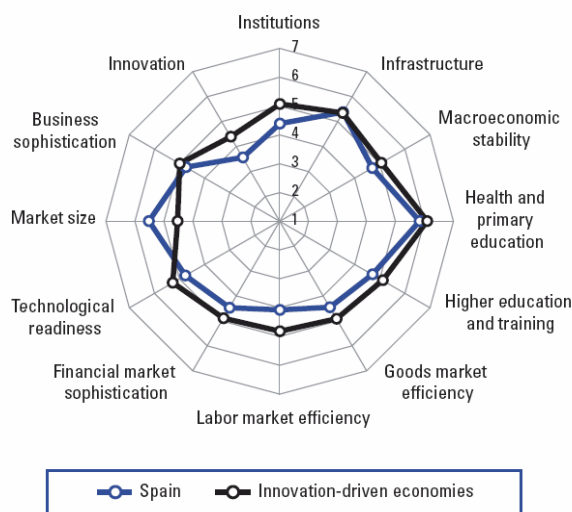 Institutions
7
6
5
4
3
2
1
Infrastructure
Macroeconomic
stability
Health and
primary
education
Higher education
and training
Goods market
efficiency
Labor market efficiency
Financial market
sophistication
Technological
readiness
Market size
Business
sophistication
Innovation
Spain
Innovation-driven economies